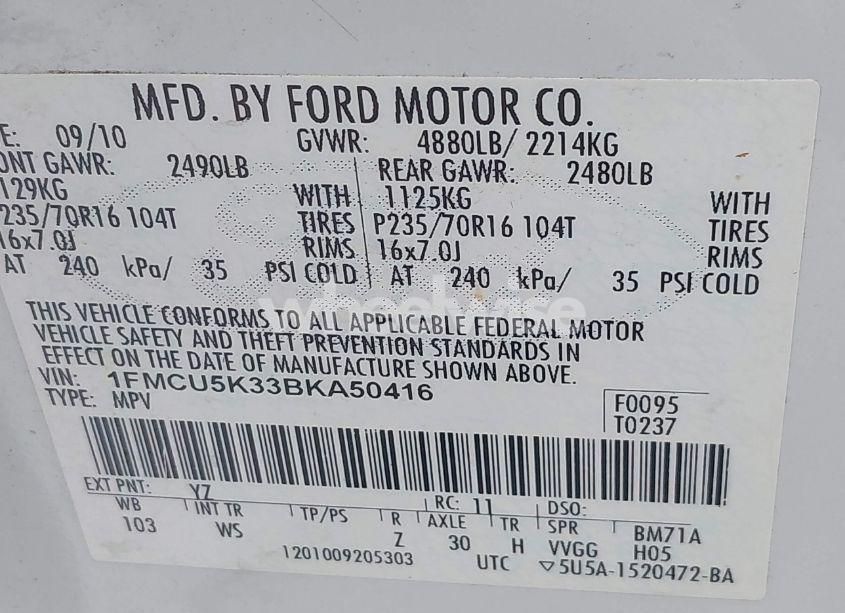 MFD. BY FORD MOTOR CO.
E: 09/10 GVWR: 4880LB/ 2214KG
ONT GAWR: 2490LB REAR GAWR: 2480LB
129KG WITH 1125KG WITH
P235/70R16 104T TIRES P235/70R16 104T TIRES
16x7.0J RIMS 16x7.0J RIMS
AT 240 kPa/ 35 PSI COLD AT 240 kPa/ 35 PSI COLD
THIS VEHICLE CONFORMS TO ALL APPLICABLE FEDERAL MOTOR
VEHICLE SAFETY AND THEFT PREVENTION STANDARDS IN
EFFECT ON THE DATE OF MANUFACTURE SHOWN ABOVE.
VIN: 1FMCU5K33BKA50416
TYPE: MPV
F0095
T0237
EXT PNT: YZ RC: 11 DSO:
WB INT TR TP/PS R AXLE TR SPR BM71A
103 WS Z 30 H VVGG H05
1201009205303 UTC ▽5U5A-1520472-BA
wheelwise